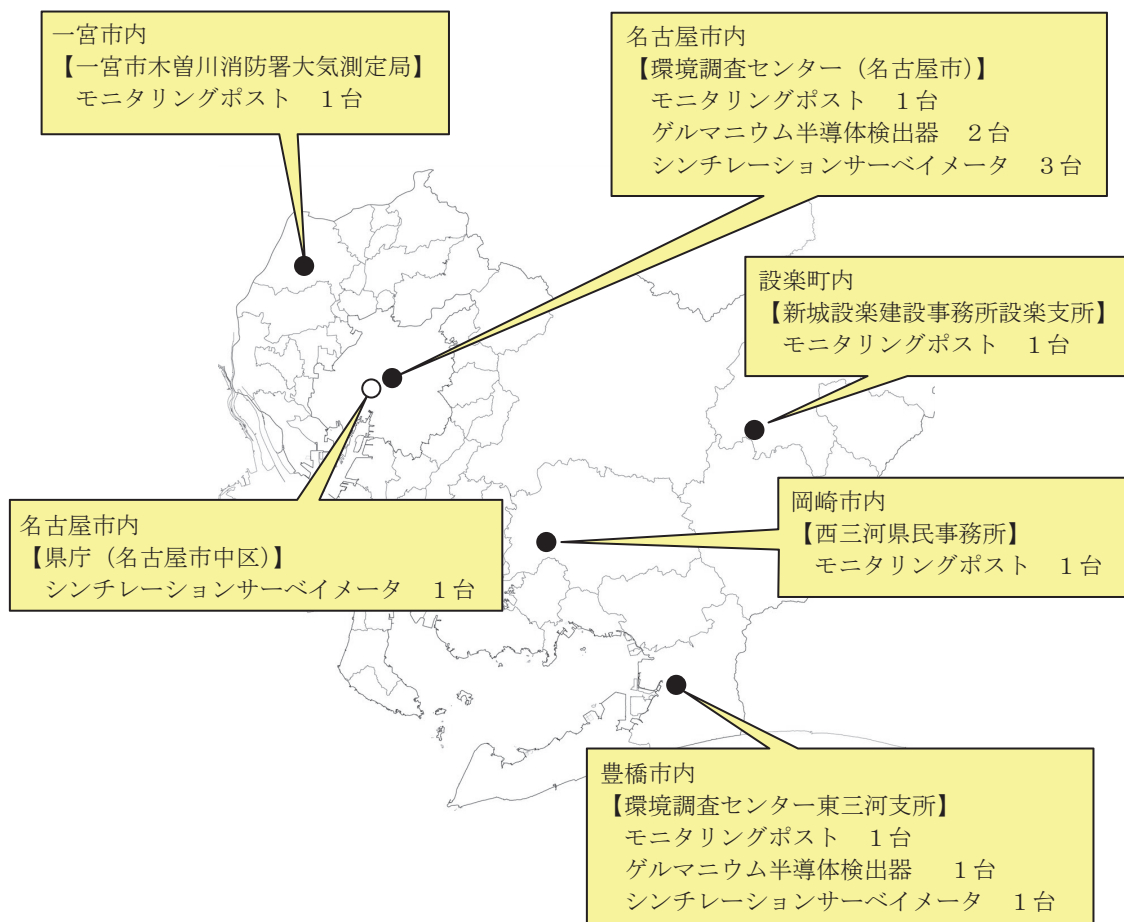 一宮市内
【一宮市木曽川消防署大気測定局】
モニタリングポスト　１台
名古屋市内
【環境調査センター（名古屋市）】
モニタリングポスト　１台
ゲルマニウム半導体検出器　２台
シンチレーションサーベイメータ　３台
設楽町内
【新城設楽建設事務所設楽支所】
モニタリングポスト　１台
名古屋市内
【県庁（名古屋市中区）】
シンチレーションサーベイメータ　１台
岡崎市内
【西三河県民事務所】
モニタリングポスト　１台
豊橋市内
【環境調査センター東三河支所】
モニタリングポスト　１台
ゲルマニウム半導体検出器　　１台
シンチレーションサーベイメータ　１台